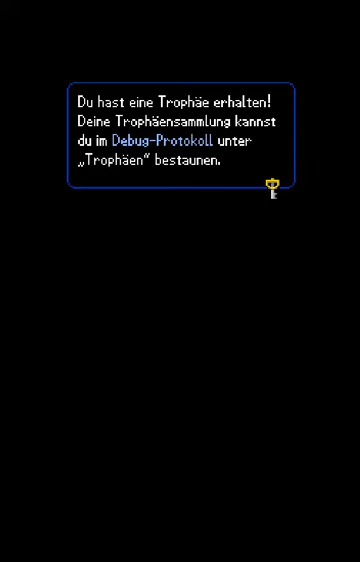 Du hast eine Trophäe erhalten!
Deine Trophäensammlung kannst
du im Debug-Protokoll unter
„Trophäen“ bestaunen.